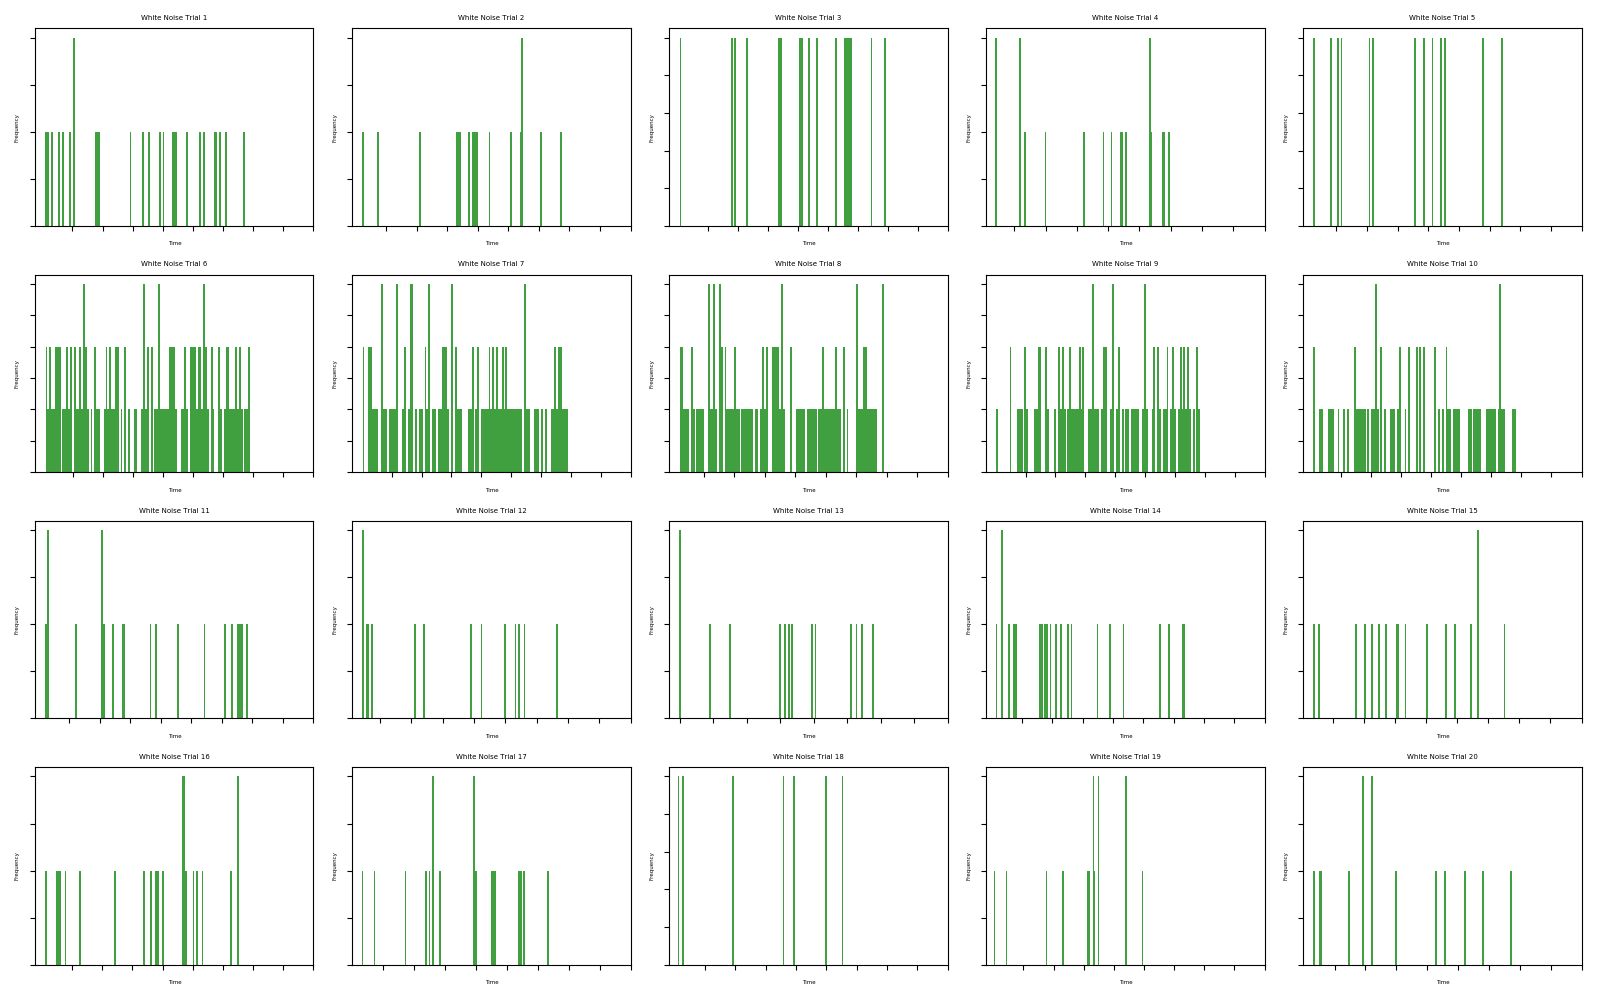 White Noise Trial 1
White Noise Trial 2
White Noise Trial 3
White Noise Trial 4
White Noise Trial 5
Frequency
Frequency
Frequency
Frequency
Frequency
Time
Time
Time
Time
Time
White Noise Trial 6
White Noise Trial 7
White Noise Trial 8
White Noise Trial 9
White Noise Trial 10
Frequency
Frequency
Frequency
Frequency
Frequency
Time
Time
Time
Time
Time
White Noise Trial 11
White Noise Trial 12
White Noise Trial 13
White Noise Trial 14
White Noise Trial 15
Frequency
Frequency
Frequency
Frequency
Frequency
Time
Time
Time
Time
Time
White Noise Trial 16
White Noise Trial 17
White Noise Trial 18
White Noise Trial 19
White Noise Trial 20
Frequency
Frequency
Frequency
Frequency
Frequency
Time
Time
Time
Time
Time